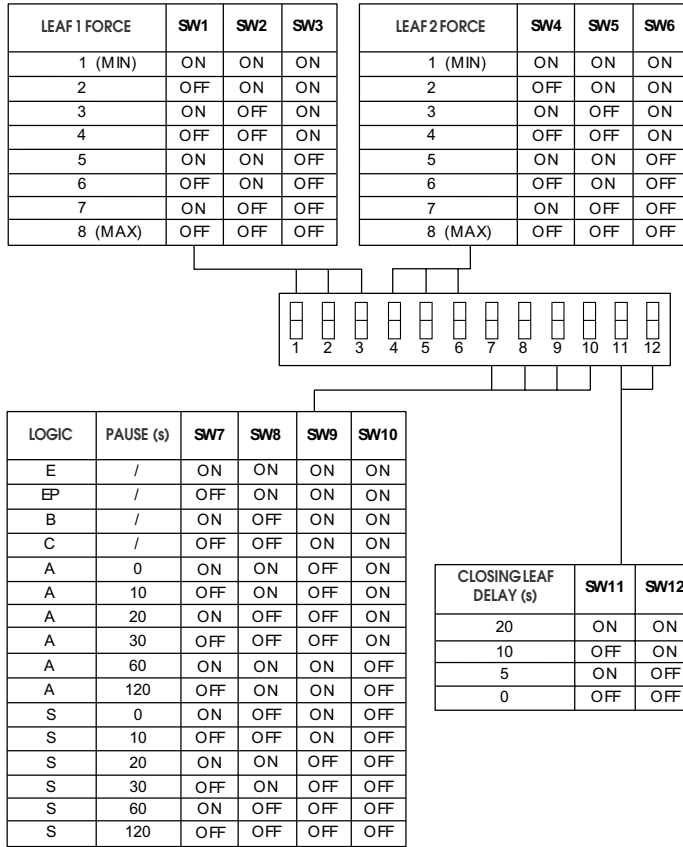 LEAF 1 FORCE SW1 SW2 SW3
1 (MIN) ON ON ON
2 OFF ON ON
3 ON OFF ON
4 OFF OFF ON
5 ON ON OFF
6 OFF ON OFF
7 ON OFF OFF
8 (MAX) OFF OFF OFF
LEAF 2 FORCE SW4 SW5 SW6
1 (MIN) ON ON ON
2 OFF ON ON
3 ON OFF ON
4 OFF OFF ON
5 ON ON OFF
6 OFF ON OFF
7 ON OFF OFF
8 (MAX) OFF OFF OFF
1 2 3 4 5 6 7 8 9 10 11 12
LOGIC PAUSE (s) SW7 SW8 SW9 SW10
E / ON ON ON ON
EP / OFF ON ON ON
B / ON OFF ON ON
C / OFF OFF ON ON
A 0 ON ON OFF ON
A 10 OFF ON OFF ON
A 20 ON OFF OFF ON
A 30 OFF OFF OFF ON
A 60 ON ON ON OFF
A 120 OFF ON ON OFF
S 0 ON OFF ON OFF
S 10 OFF OFF ON OFF
S 20 ON ON OFF OFF
S 30 OFF ON OFF OFF
S 60 ON OFF OFF OFF
S 120 OFF OFF OFF OFF
CLOSING LEAF
DELAY (s) SW11 SW12
20 ON ON
10 OFF ON
5 ON OFF
0 OFF OFF